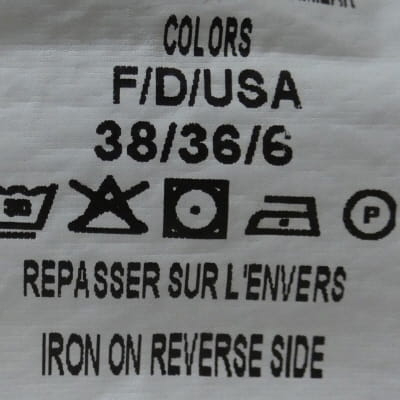 COLORS
F/D/USA
38/36/6
30 P
REPASSER SUR L'ENVERS
IRON ON REVERSE SIDE